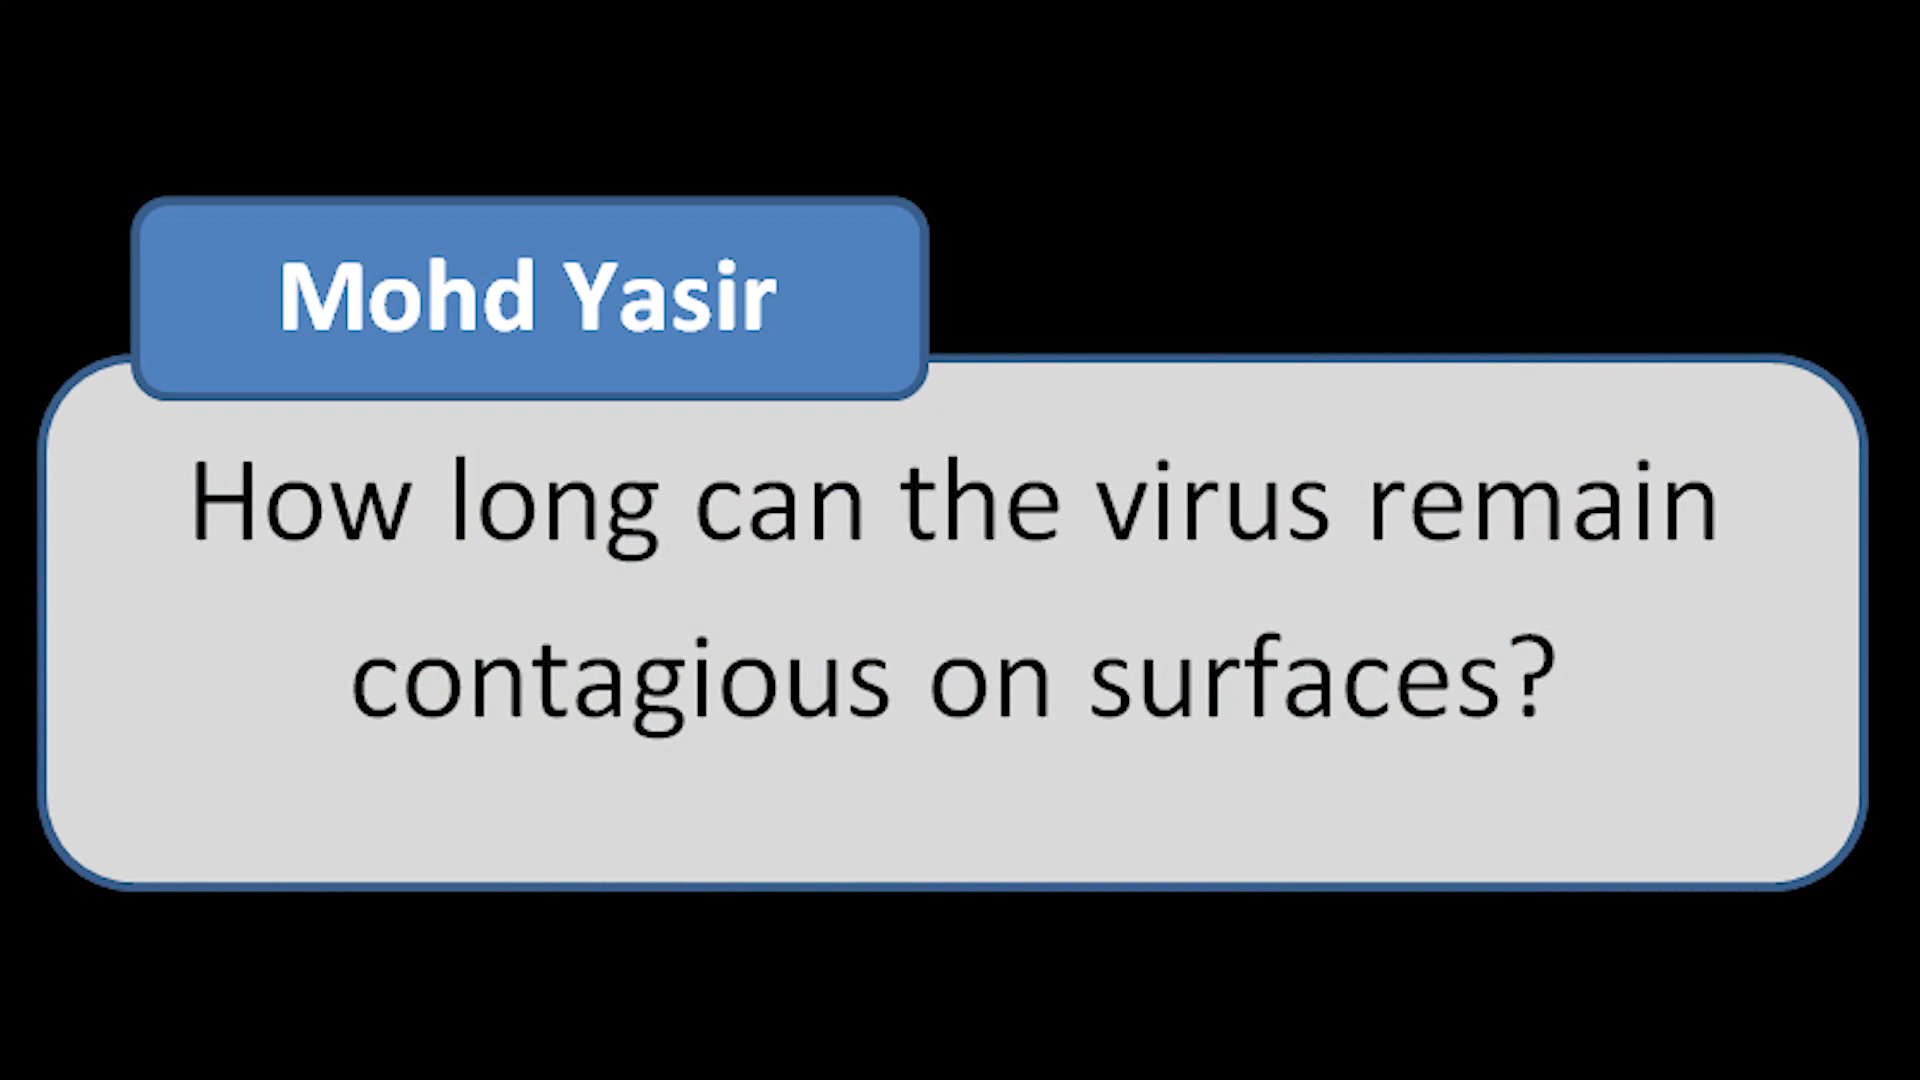 Mohd Yasir
How long can the virus remain
contagious on surfaces?